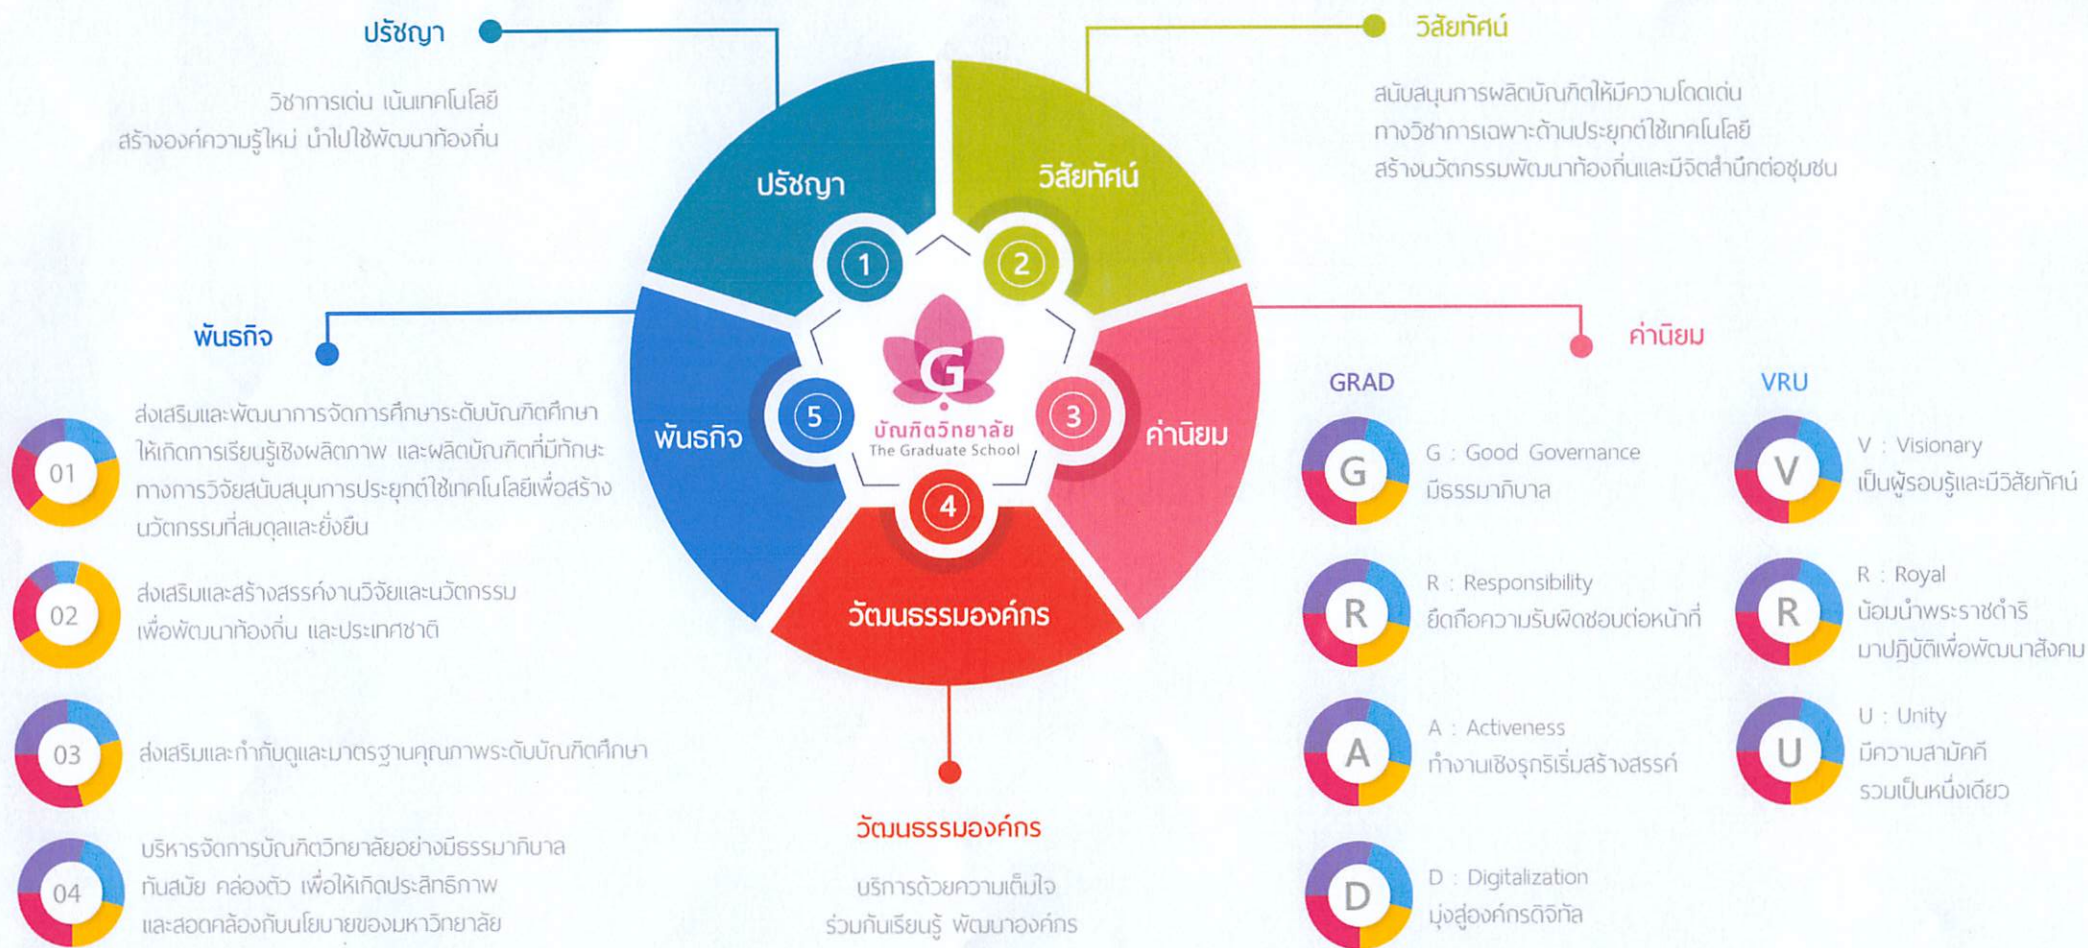 ปรัชญา
วิชาการเด่น เน้นเทคโนโลยี
สร้างองค์ความรู้ใหม่ นำไปใช้พัฒนาท้องถิ่น
วิสัยทัศน์
สนับสนุนการผลิตบัณฑิตให้มีความโดดเด่น
ทางวิชาการเฉพาะด้านประยุกต์ใช้เทคโนโลยี
สร้างนวัตกรรมพัฒนาท้องถิ่นและมีจิตสำนึกต่อชุมชน
ปรัชญา
1
วิสัยทัศน์
2
ค่านิยม
3
วัฒนธรรมองค์กร
4
พันธกิจ
5
G
บัณฑิตวิทยาลัย
The Graduate School
พันธกิจ
01
ส่งเสริมและพัฒนาการจัดการศึกษาระดับบัณฑิตศึกษา
ให้เกิดการเรียนรู้เชิงผลิตภาพ และผลิตบัณฑิตที่มีทักษะ
ทางการวิจัยสนับสนุนการประยุกต์ใช้เทคโนโลยีเพื่อสร้าง
นวัตกรรมที่สมดุลและยั่งยืน
02
ส่งเสริมและสร้างสรรค์งานวิจัยและนวัตกรรม
เพื่อพัฒนาท้องถิ่น และประเทศชาติ
03
ส่งเสริมและกำกับดูและมาตรฐานคุณภาพระดับบัณฑิตศึกษา
04
บริหารจัดการบัณฑิตวิทยาลัยอย่างมีธรรมาภิบาล
ทันสมัย คล่องตัว เพื่อให้เกิดประสิทธิภาพ
และสอดคล้องกับนโยบายของมหาวิทยาลัย
วัฒนธรรมองค์กร
บริการด้วยความเต็มใจ
ร่วมกันเรียนรู้ พัฒนาองค์กร
ค่านิยม
GRAD
G
G : Good Governance
มีธรรมาภิบาล
R
R : Responsibility
ยึดถือความรับผิดชอบต่อหน้าที่
A
A : Activeness
ทำงานเชิงรุกริเริ่มสร้างสรรค์
D
D : Digitalization
มุ่งสู่องค์กรดิจิทัล
VRU
V
V : Visionary
เป็นผู้รอบรู้และมีวิสัยทัศน์
R
R : Royal
น้อมนำพระราชดำริ
มาปฏิบัติเพื่อพัฒนาสังคม
U
U : Unity
มีความสามัคคี
รวมเป็นหนึ่งเดียว